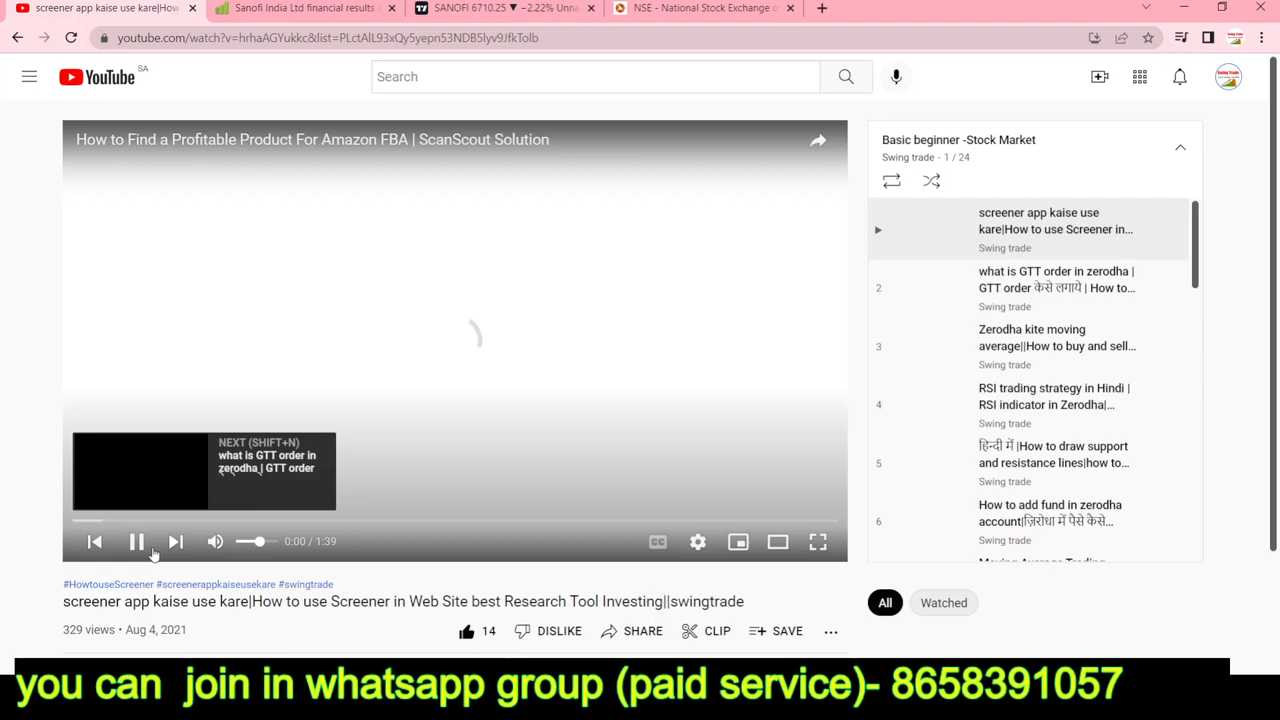 screener app kaise use kare|How
Sanofi India Ltd financial results a
SANOFI 6710.25 ▼ −2.22% Unna
NSE - National Stock Exchange o
youtube.com/watch?v=hrhaAGYukkc&list=PLctAlL93xQy5yepn53NDB5lyv9JfkTolb
YouTube SA
Search
Swing Trade
How to Find a Profitable Product For Amazon FBA | ScanScout Solution
NEXT (SHIFT+N)
what is GTT order in
zerodha | GTT order
0:00 / 1:39
CC
#HowtouseScreener #screenerappkaiseusekare #swingtrade
screener app kaise use kare|How to use Screener in Web Site best Research Tool Investing||swingtrade
329 views • Aug 4, 2021
14 DISLIKE SHARE CLIP SAVE
Basic beginner -Stock Market
Swing trade - 1 / 24
screener app kaise use
kare|How to use Screener in…
Swing trade
2
what is GTT order in zerodha |
GTT order केसे लगाये | How to…
Swing trade
3
Zerodha kite moving
average||How to buy and sell…
Swing trade
4
RSI trading strategy in Hindi |
RSI indicator in Zerodha|…
Swing trade
5
हिन्दी में |How to draw support
and resistance lines|how to…
Swing trade
6
How to add fund in zerodha
account|ज़िरोधा में पैसे कैसे…
Swing trade
All
Watched
you can join in whatsapp group (paid service)- 8658391057